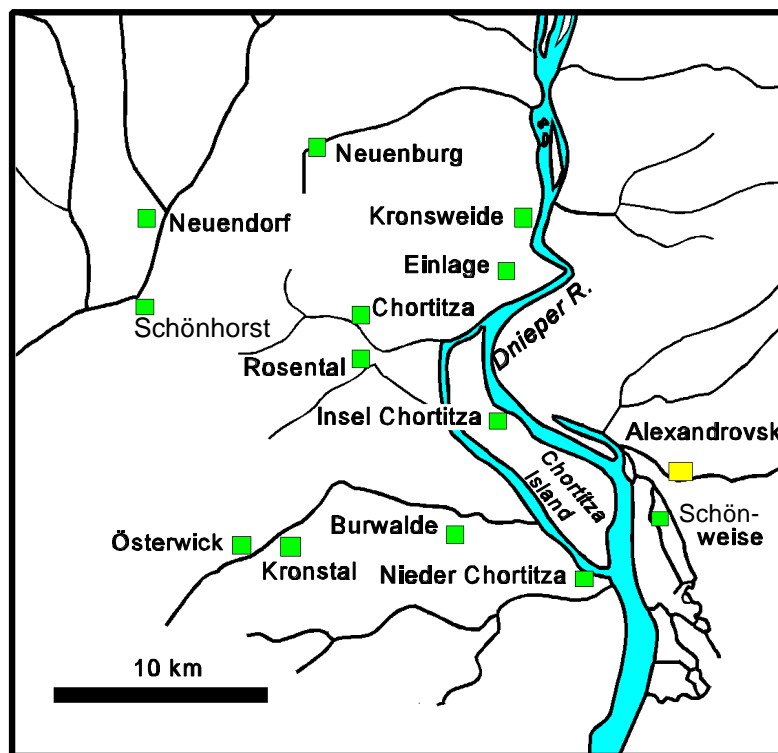 Neuenburg
Neuendorf
Kronsweide
Einlage
Chortitza
Schönhorst
Dnieper R.
Rosental
Insel Chortitza
Alexandrovsk
Chortitza
Island
Schön-
weise
Burwalde
Österwick
Kronstal
Nieder Chortitza
10 km